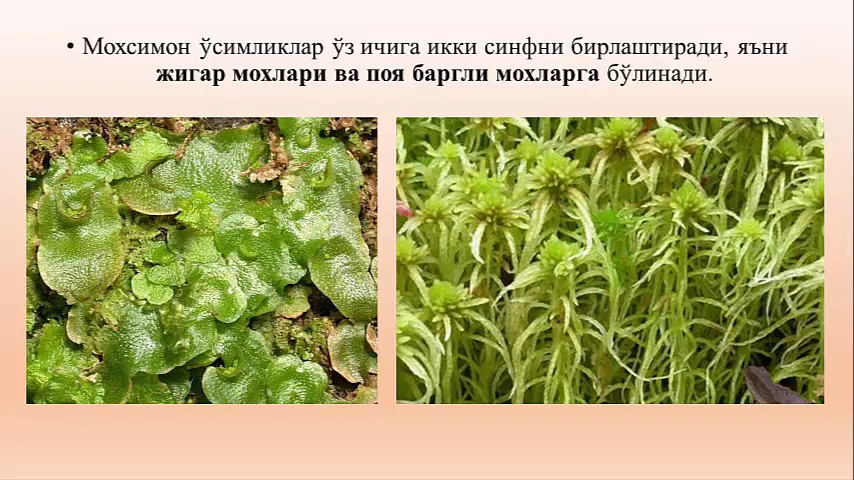 • Мохсимон ўсимликлар ўз ичига икки синфни бирлаштиради, яъни
жигар мохлари ва поя баргли мохларга бўлинади.